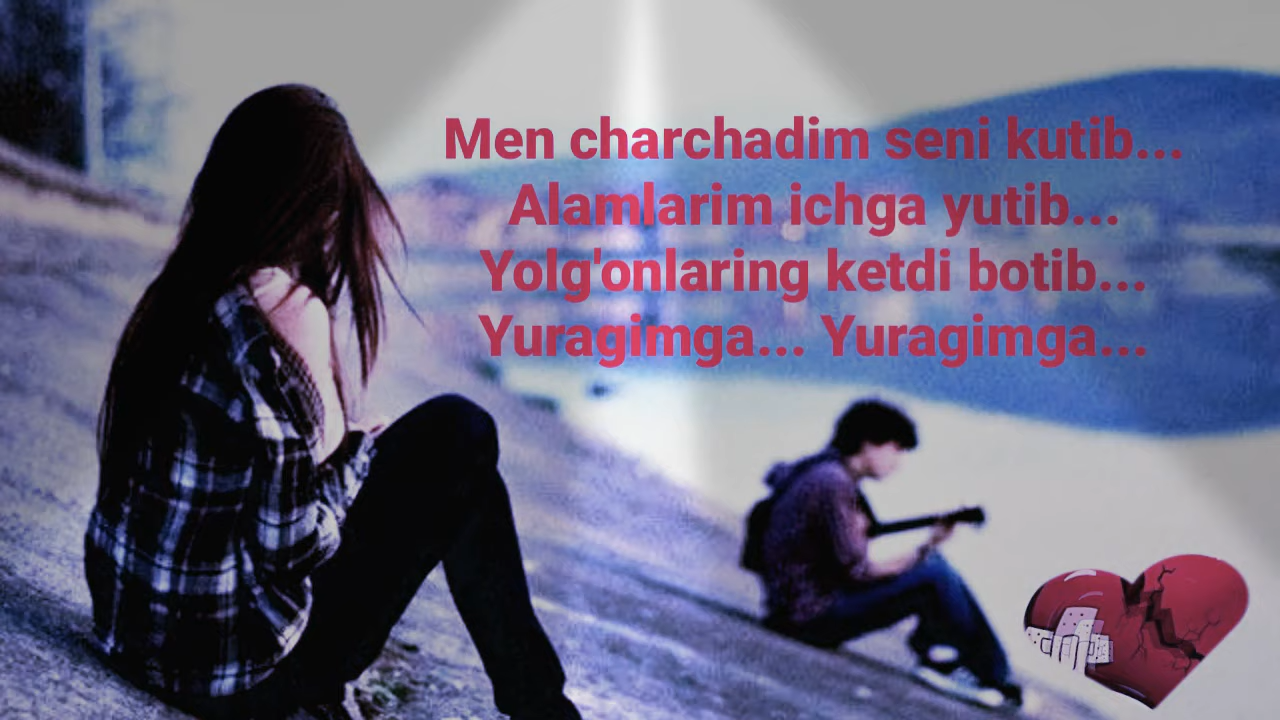 Men charchadim seni kutib...
Alamlarim ichga yutib...
Yolg'onlaring ketdi botib...
Yuragimga... Yuragimga...